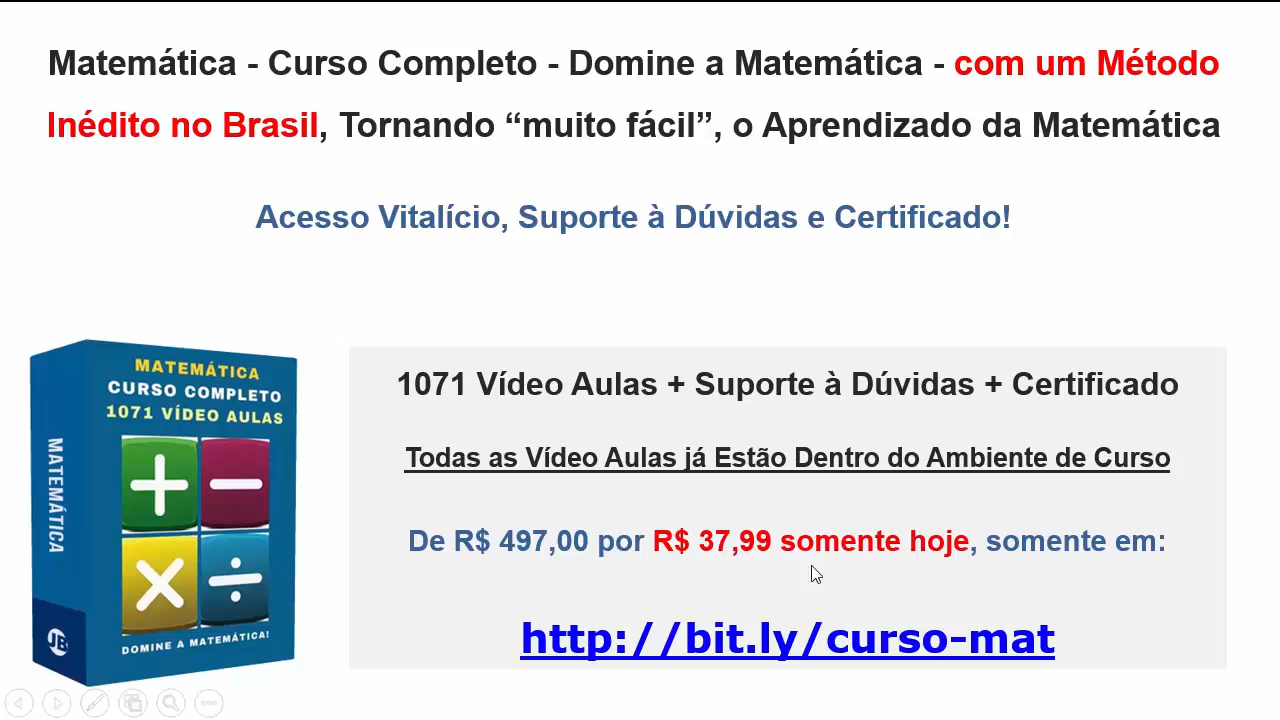 Matemática - Curso Completo - Domine a Matemática - com um Método
Inédito no Brasil, Tornando “muito fácil”, o Aprendizado da Matemática
Acesso Vitalício, Suporte à Dúvidas e Certificado!
MATEMÁTICA
CURSO COMPLETO
1071 VÍDEO AULAS
MATEMÁTICA
DOMINE A MATEMÁTICA!
JB
1071 Vídeo Aulas + Suporte à Dúvidas + Certificado
Todas as Vídeo Aulas já Estão Dentro do Ambiente de Curso
De R$ 497,00 por R$ 37,99 somente hoje, somente em:
http://bit.ly/curso-mat